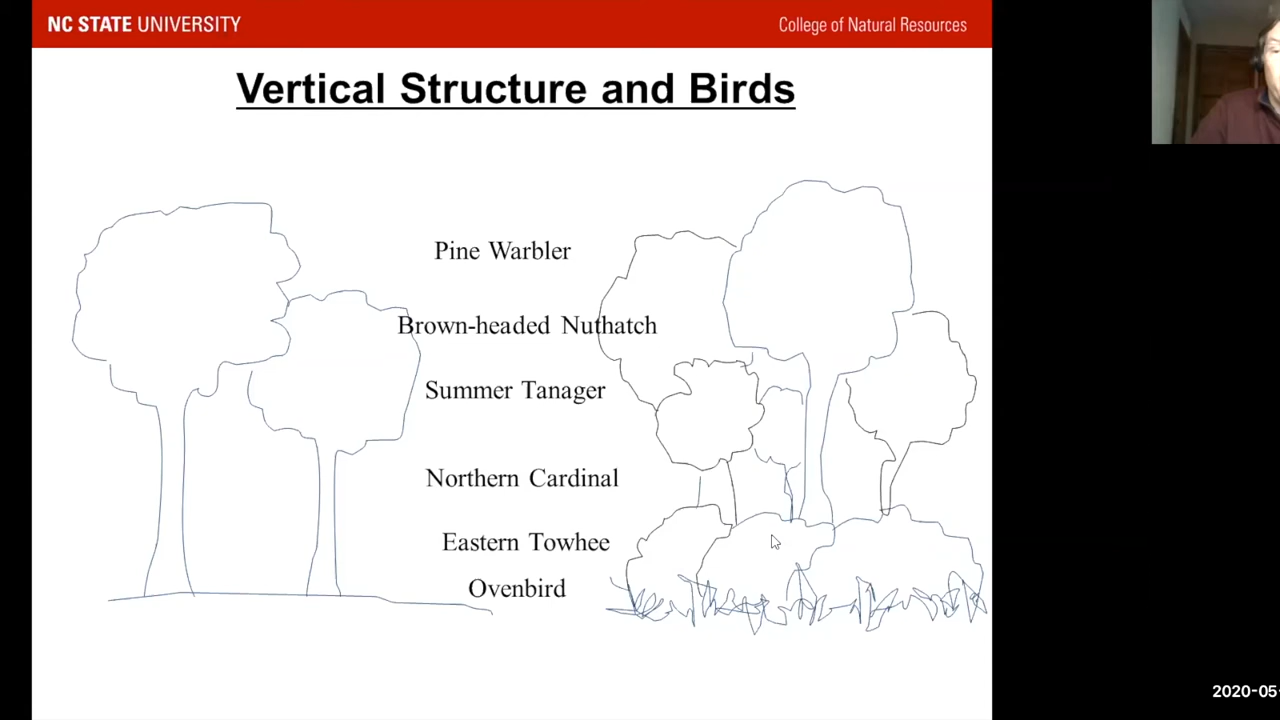 NC STATE UNIVERSITY
College of Natural Resources
Vertical Structure and Birds
Pine Warbler
Brown-headed Nuthatch
Summer Tanager
Northern Cardinal
Eastern Towhee
Ovenbird
2020-05-